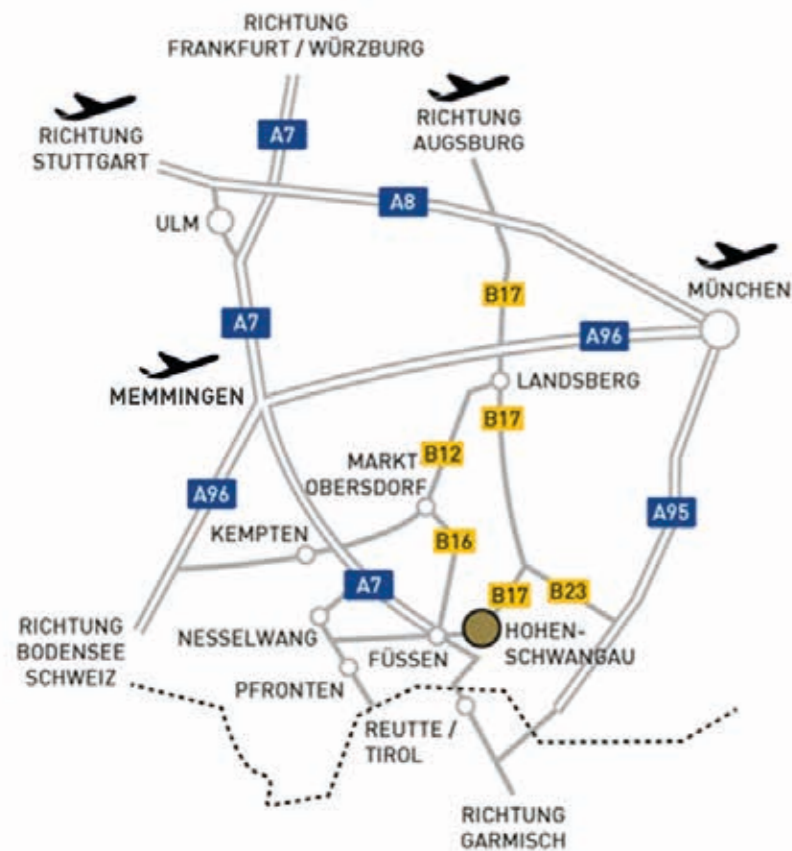 RICHTUNG
FRANKFURT / WÜRZBURG
RICHTUNG
STUTTGART
A7
RICHTUNG
AUGSBURG
ULM
A8
B17
MÜNCHEN
A7
A96
MEMMINGEN
LANDSBERG
B17
B12
MARKT
OBERSDORF
A96
A95
KEMPTEN
B16
A7
B17
B23
RICHTUNG
BODENSEE
SCHWEIZ
NESSELWANG
FÜSSEN
HOHEN-
SCHWANGAU
PFRONTEN
REUTTE /
TIROL
RICHTUNG
GARMISCH